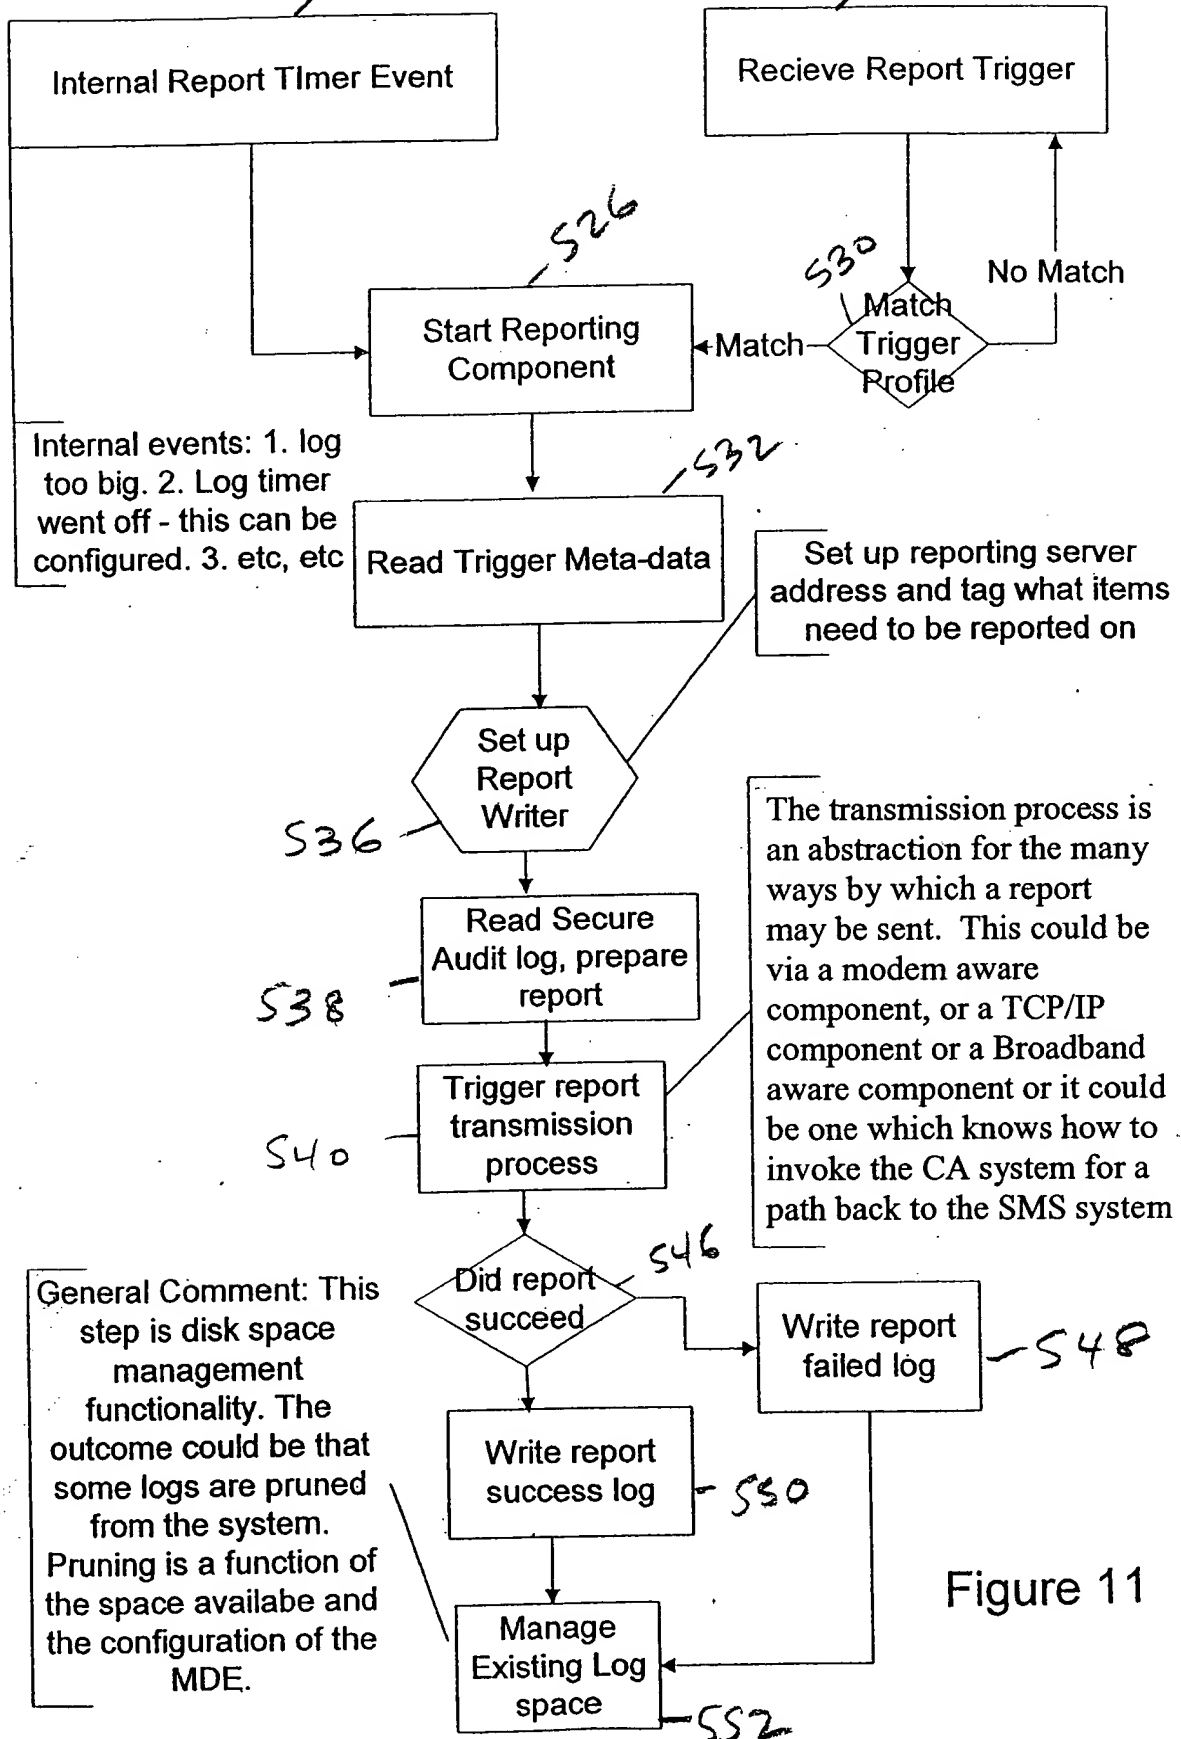 Internal Report TImer Event
Recieve Report Trigger
526
530
No Match
Start Reporting
Component
Match
Match
Trigger
Profile
Internal events: 1. log
too big. 2. Log timer
went off - this can be
configured. 3. etc, etc
532
Read Trigger Meta-data
Set up reporting server
address and tag what items
need to be reported on
Set up
Report
Writer
536
The transmission process is
an abstraction for the many
ways by which a report
may be sent.  This could be
via a modem aware
component, or a TCP/IP
component or a Broadband
aware component or it could
be one which knows how to
invoke the CA system for a
path back to the SMS system
Read Secure
Audit log, prepare
report
538
Trigger report
transmission
process
540
546
Did report
succeed
General Comment: This
step is disk space
management
functionality. The
outcome could be that
some logs are pruned
from the system.
Pruning is a function of
the space availabe and
the configuration of the
MDE.
Write report
failed log
548
Write report
success log
550
Figure 11
Manage
Existing Log
space
552